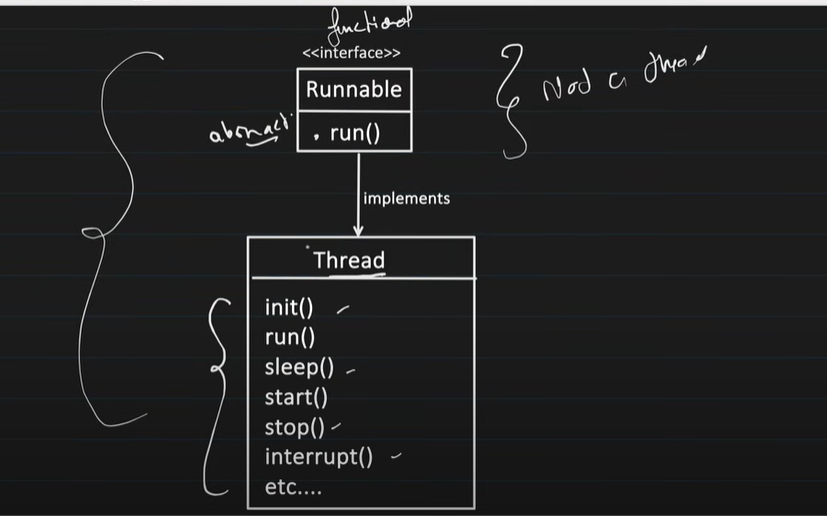 functional
<<interface>>
Runnable
abstract
. run()
Not a thread
implements
Thread
init()
run()
sleep()
start()
stop()
interrupt()
etc....